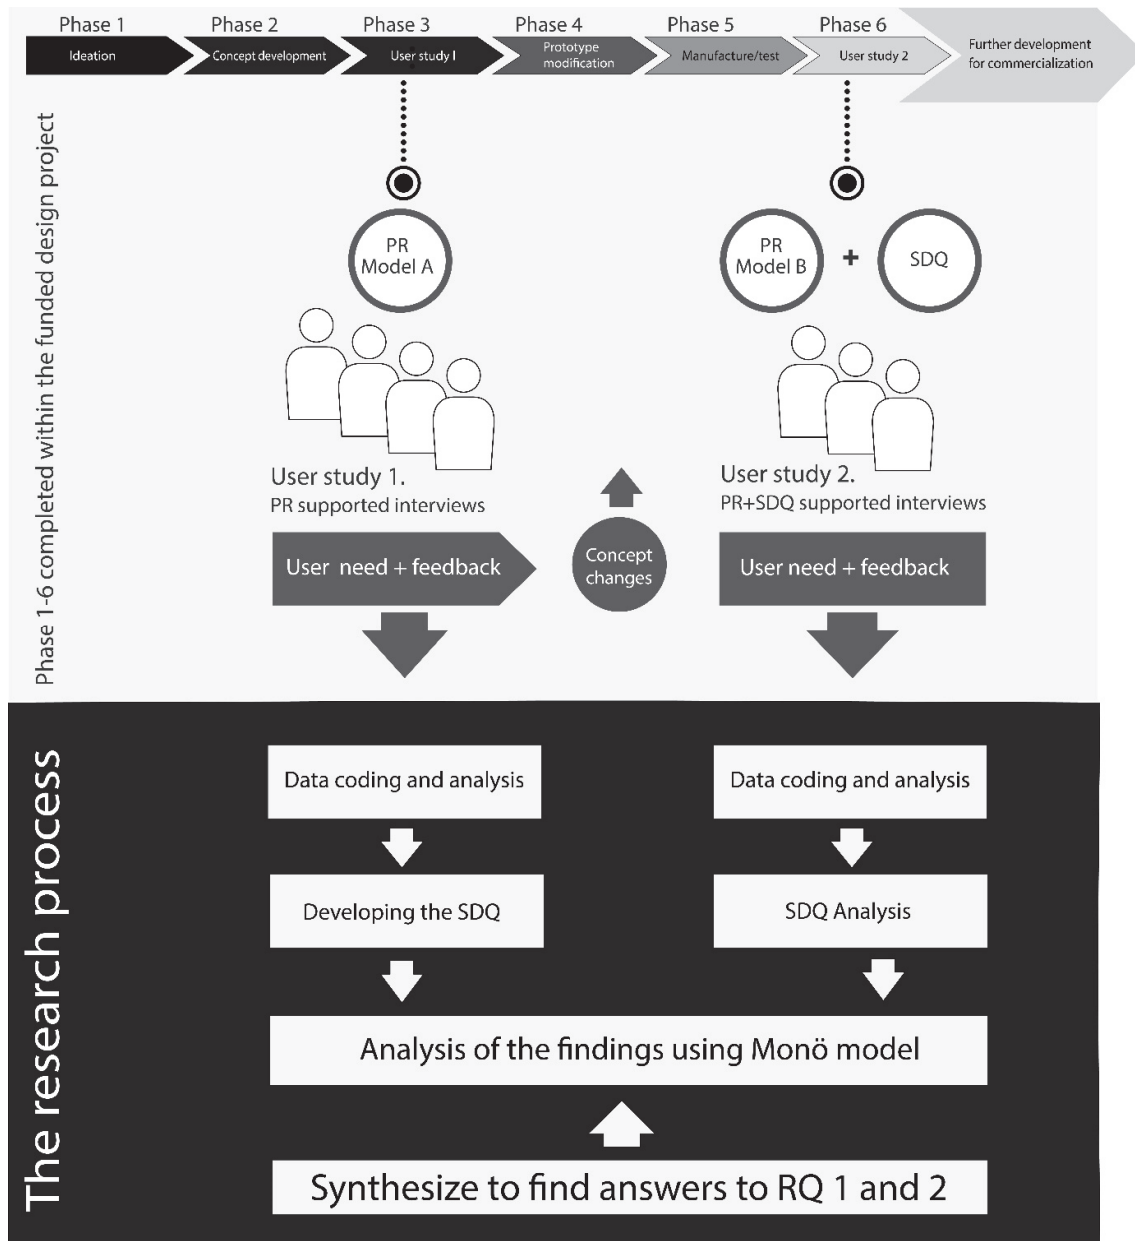 Phase 1
Phase 2
Phase 3
Phase 4
Phase 5
Phase 6
Ideation
Concept development
User study I
Prototype
modification
Manufacture/test
User study 2
Further development
for commercialization
Phase 1-6 completed within the funded design project
PR
Model A
PR
Model B
+
SDQ
User study 1.
PR supported interviews
User study 2.
PR+SDQ supported interviews
User need + feedback
Concept
changes
User need + feedback
The research process
Data coding and analysis
Data coding and analysis
Developing the SDQ
SDQ Analysis
Analysis of the findings using Monö model
Synthesize to find answers to RQ 1 and 2